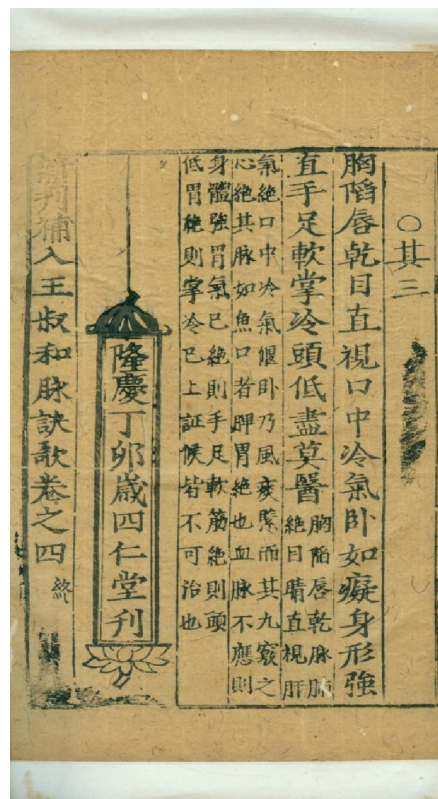 ○其三
胸陷唇乾目直視口中冷氣卧如癡身形強
直手足軟掌冷頭低盡莫醫
胸陷唇乾脉肺
絶目睛直視肝
氣絶口中冷氣偃卧乃風痰緊而其九竅之
心絶其脉如魚口者脾胃絶也血脉不應則
身體強胃氣已絶則手足軟筋絶則頭
低胃絶則掌冷已上証候皆不可治也
隆慶丁卯歲四仁堂刊
新刊補入王叔和脉訣歌卷之四 終